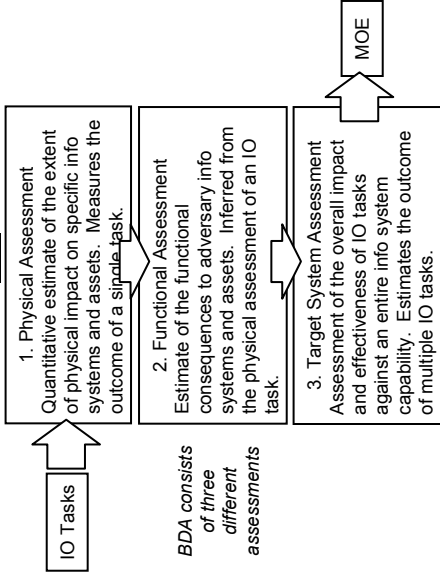 IO Tasks
BDA consists
of three
different
assessments
1. Physical Assessment
Quantitative estimate of the extent
of physical impact on specific info
systems and assets.  Measures the
outcome of a single task.
2. Functional Assessment
Estimate of the functional
consequences to adversary info
systems and assets.  Inferred from
the physical assessment of an IO
task.
3. Target System Assessment
Assessment of the overall impact
and effectiveness of IO tasks
against an entire info system
capability.  Estimates the outcome
of multiple IO tasks.
MOE